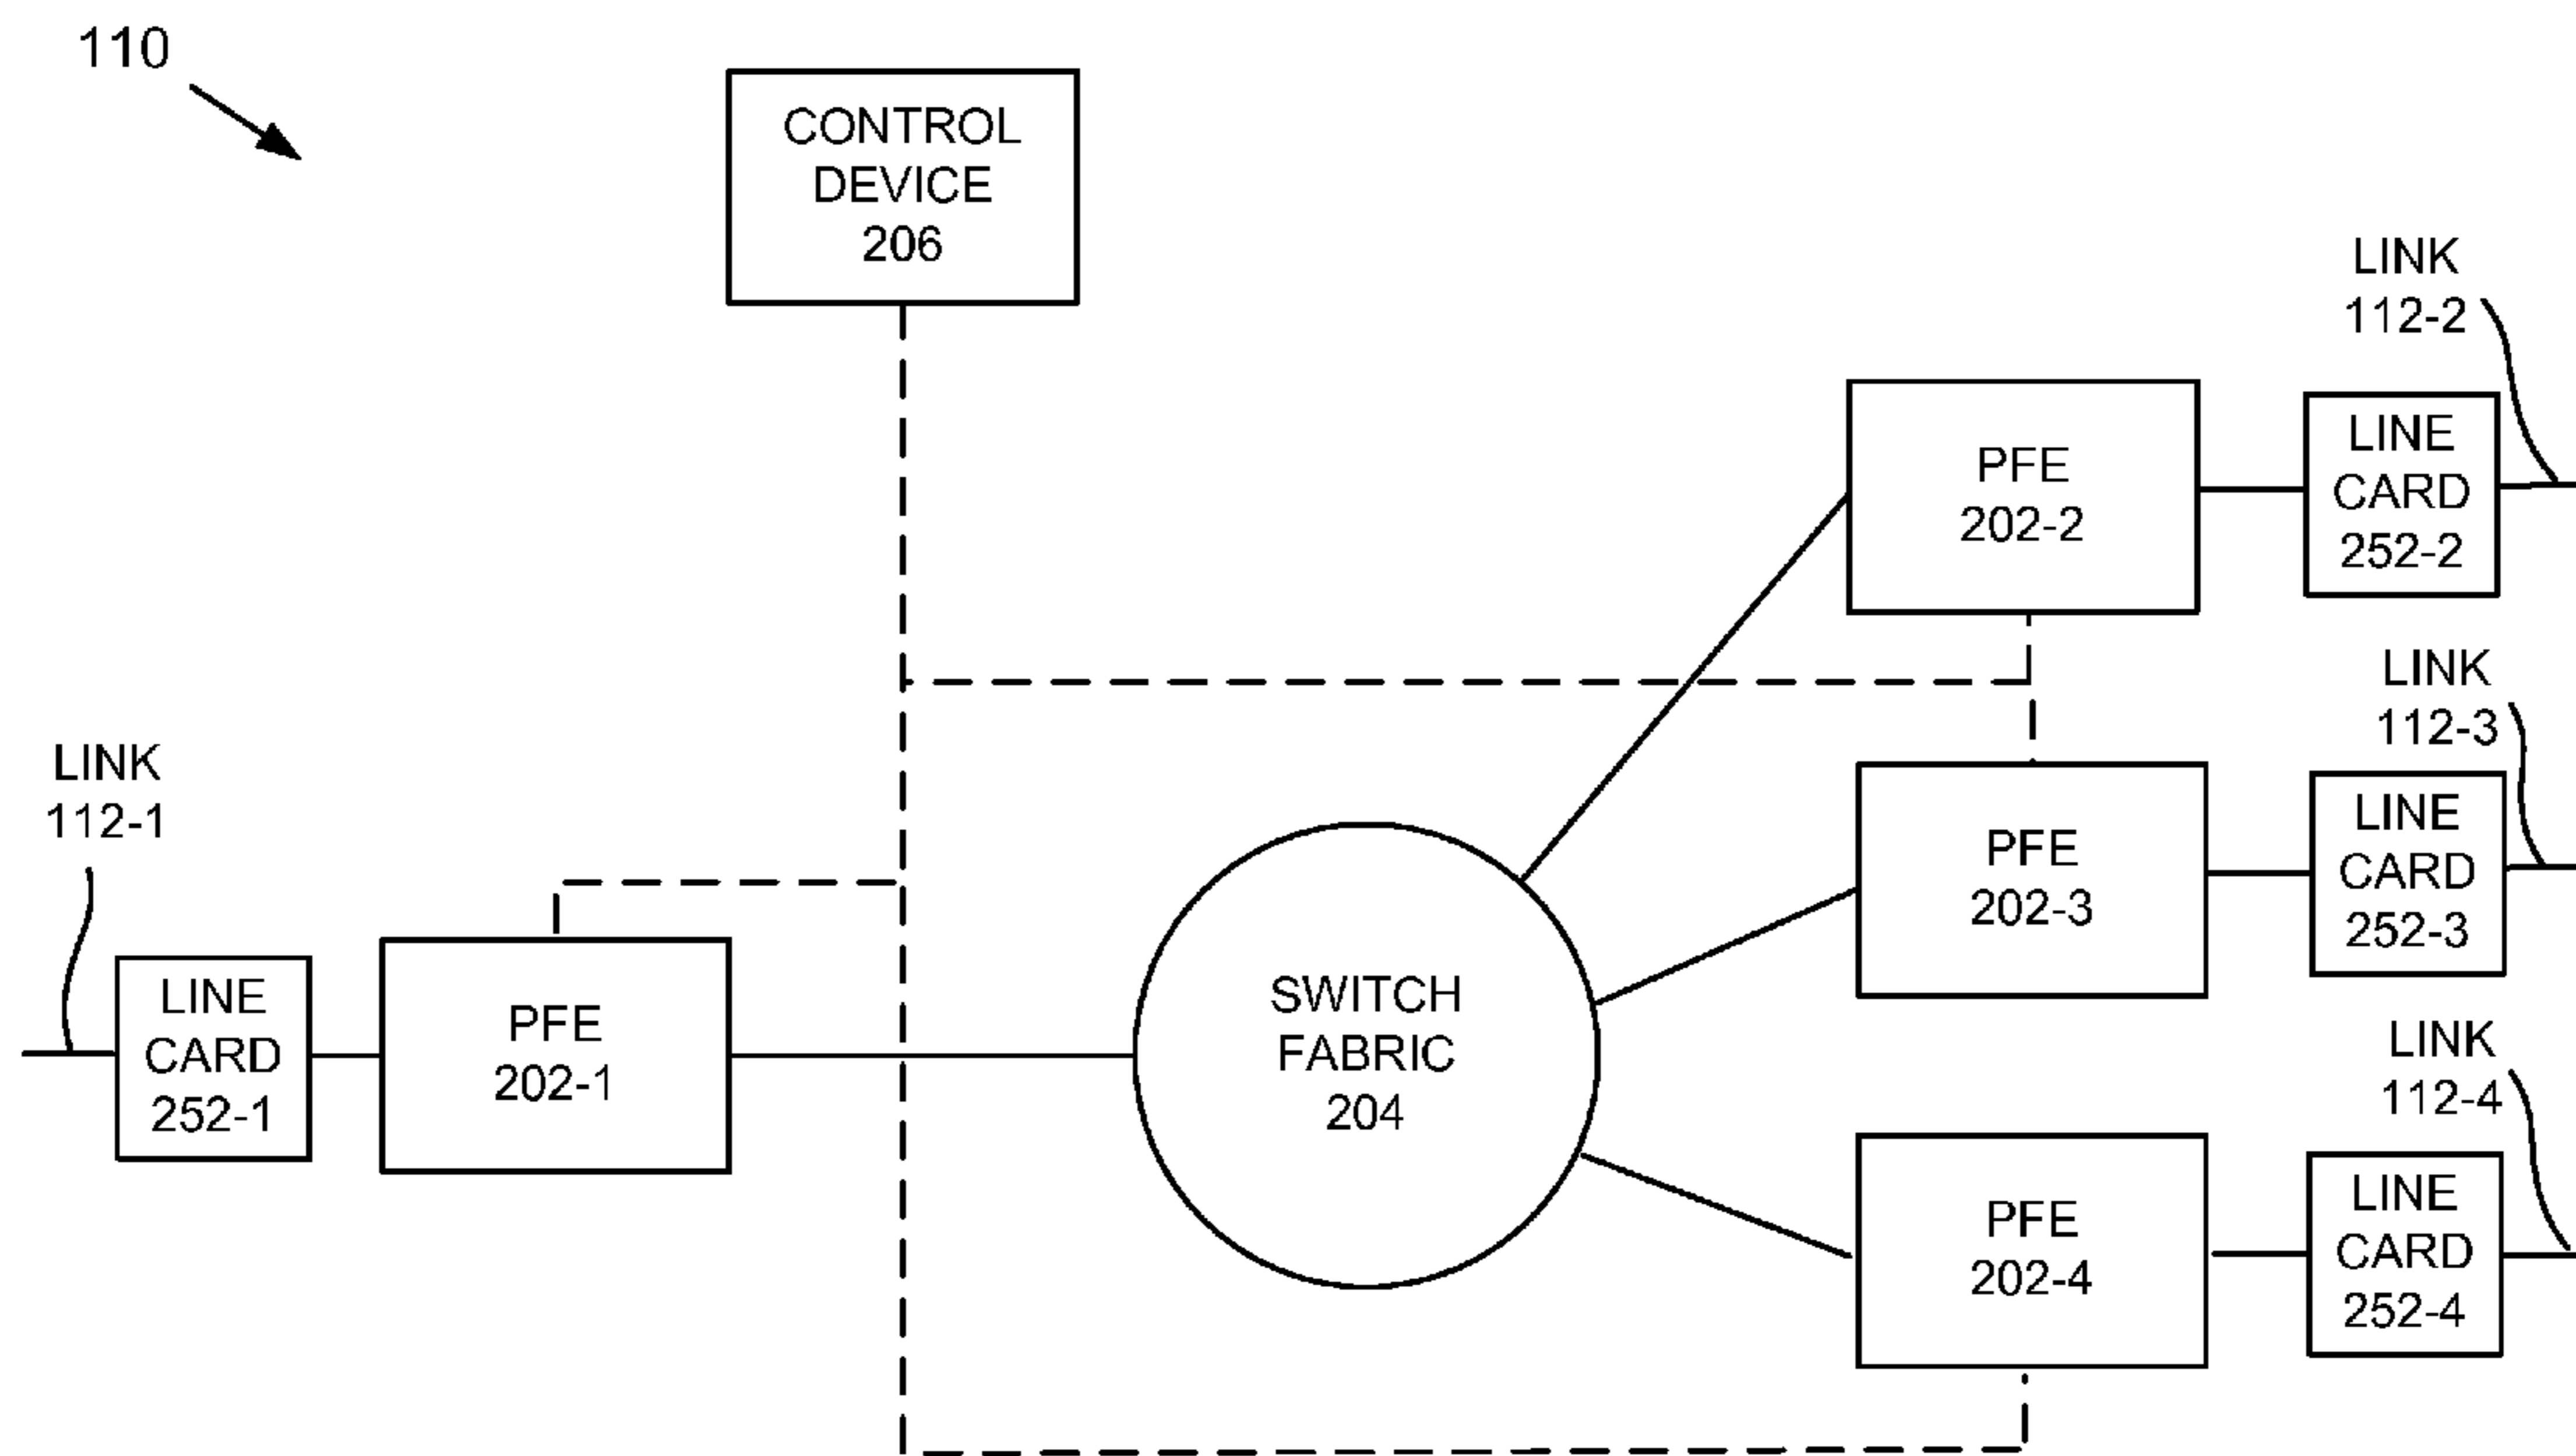 110
CONTROL
DEVICE
206
LINK
112-2
PFE
202-2
LINE
CARD
252-2
LINK
112-3
PFE
202-3
LINE
CARD
252-3
LINK
112-1
LINE
CARD
252-1
PFE
202-1
SWITCH
FABRIC
204
LINK
112-4
PFE
202-4
LINE
CARD
252-4